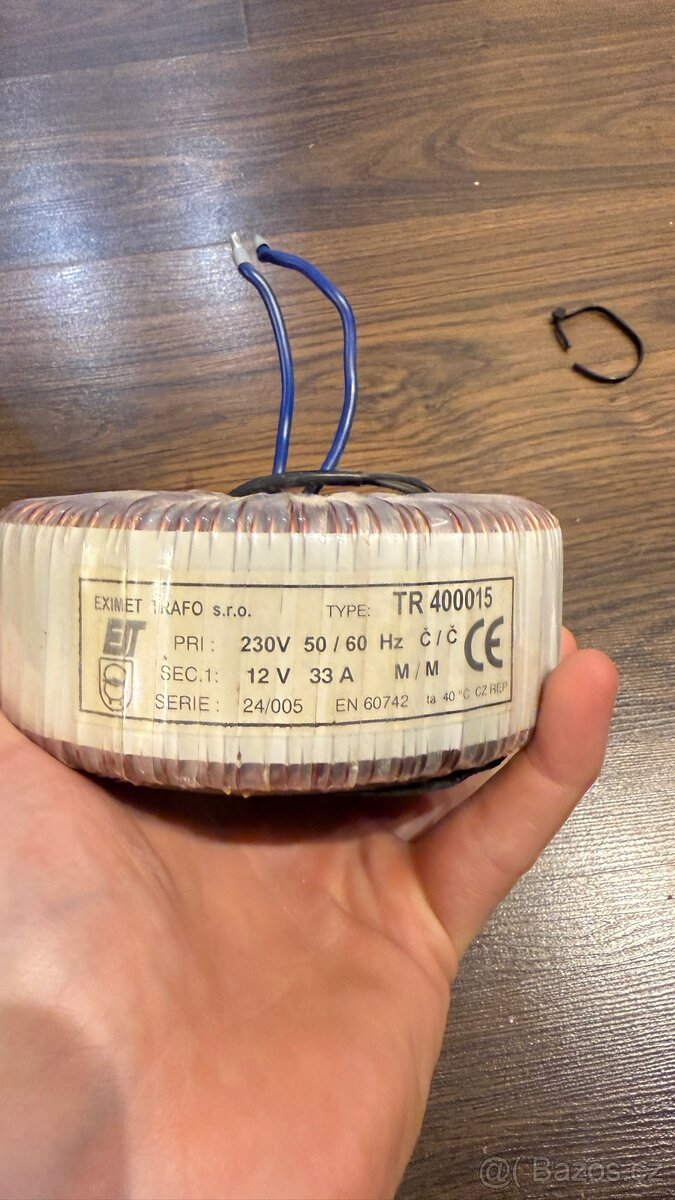 EXIMET TRAFO s.r.o. TYPE: TR 400015
EJT PRI : 230V 50 / 60 Hz Č / Č CE
SEC.1: 12 V 33 A M / M
SERIE : 24/005 EN 60742 ta 40 °C CZ REP
@( Bazos.cz